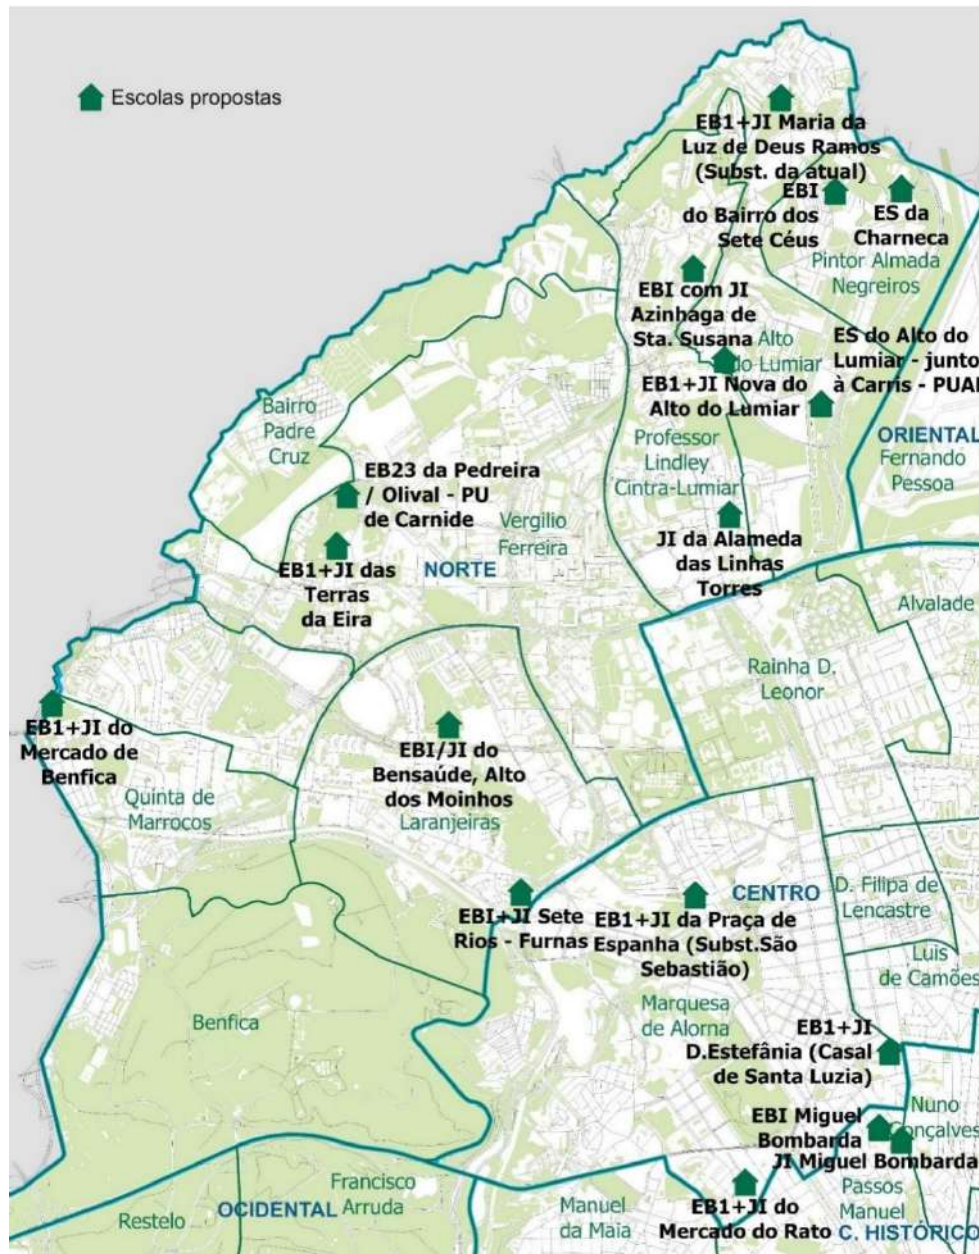 Escolas propostas
EB1+JI Maria da
Luz de Deus Ramos
(Subst. da atual)
EBI
do Bairro dos
Sete Céus
ES da
Charneca
Pintor Almada
Negreiros
EBI com JI
Azinhaga de
Sta. Susana
Alto
do Lumiar
ES do Alto do
Lumiar - junto
à Carris - PUAL
EB1+JI Nova do
Alto do Lumiar
Bairro
Padre
Cruz
Professor
Lindley
Cintra-Lumiar
ORIENTAL
Fernando
Pessoa
EB23 da Pedreira
/ Olival - PU
de Carnide
Vergilio
Ferreira
JI da Alameda
das Linhas
Torres
EB1+JI das
Terras
da Eira
NORTE
Alvalade
Rainha D.
Leonor
EB1+JI do
Mercado de
Benfica
EBI/JI do
Bensaúde, Alto
dos Moinhos
Laranjeiras
Quinta de
Marrocos
EBI+JI Sete
Rios - Furnas
EB1+JI da Praça de
Espanha (Subst.São
Sebastião)
CENTRO
D. Filipa de
Lencastre
Luis
de Camões
Benfica
Marquesa
de Alorna
EB1+JI
D.Estefânia (Casal
de Santa Luzia)
EBI Miguel
Bombarda
Nuno
Gonçalves
JI Miguel Bombarda
Passos
Manuel
Francisco
Arruda
OCIDENTAL
Restelo
Manuel
da Maia
EB1+JI do
Mercado do Rato
C. HISTÓRICO